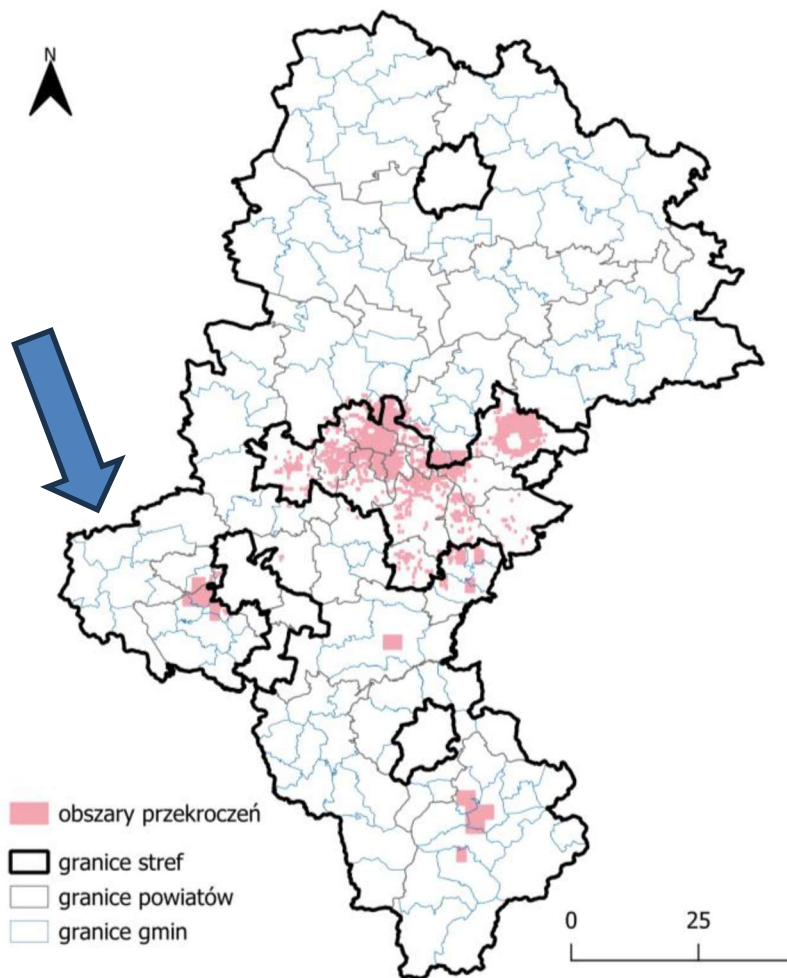 N
obszary przekroczeń
granice stref
granice powiatów
granice gmin
0 25